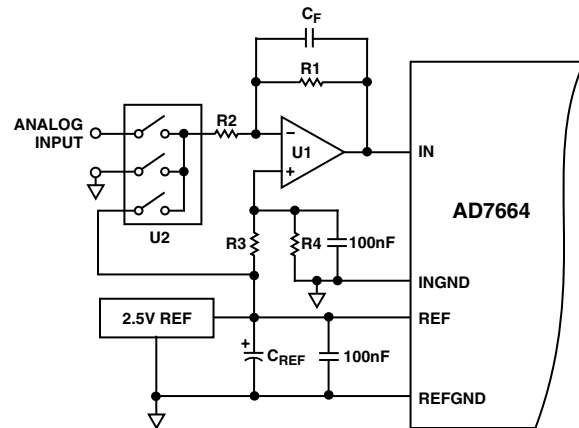 CF
R1
ANALOG
INPUT
R2
U1
−
+
IN
AD7664
U2
R3
R4
100nF
INGND
2.5V REF
REF
+
CREF
100nF
REFGND